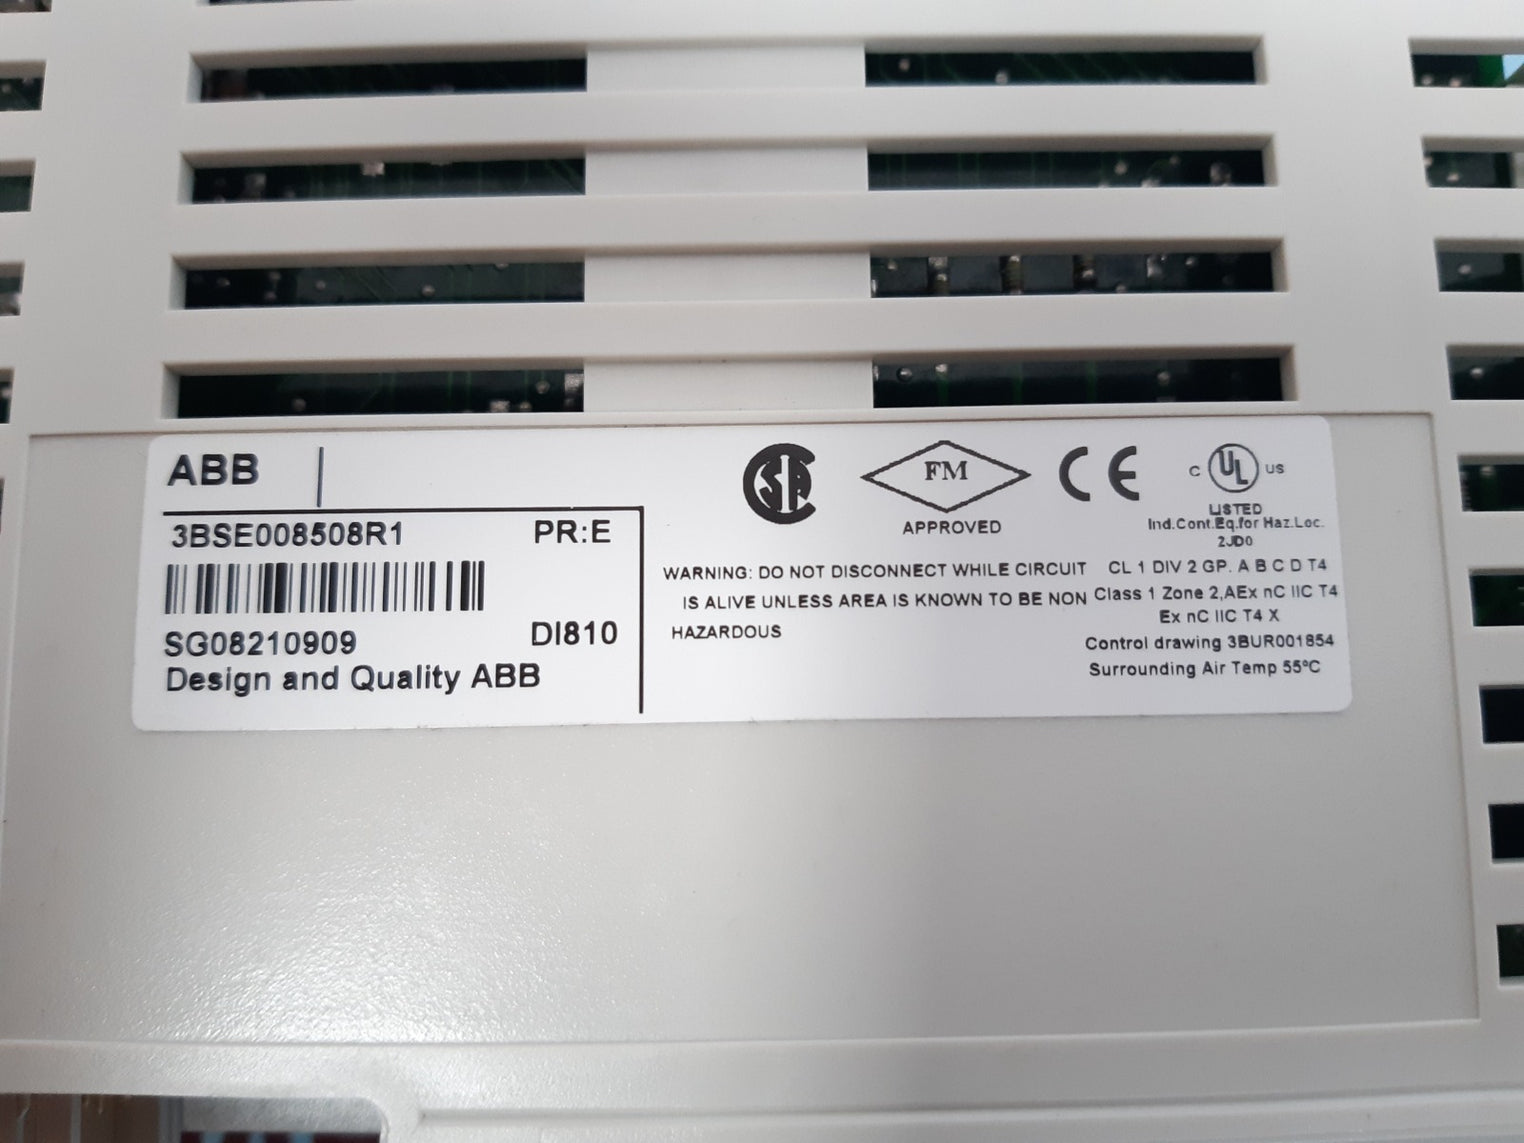 ABB
3BSE008508R1 PR:E
SG08210909 DI810
Design and Quality ABB
CSA
FM
APPROVED
CE
C UL US
LISTED
Ind.Cont.Eq.for Haz.Loc.
2JD0
WARNING: DO NOT DISCONNECT WHILE CIRCUIT
IS ALIVE UNLESS AREA IS KNOWN TO BE NON
HAZARDOUS
CL 1 DIV 2 GP. A B C D T4
Class 1 Zone 2,AEx nC IIC T4
Ex nC IIC T4 X
Control drawing 3BUR001854
Surrounding Air Temp 55°C